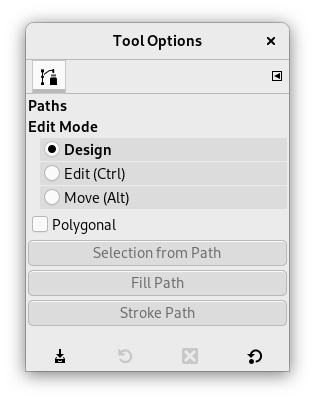 Tool Options
Paths
Edit Mode
Design
Edit (Ctrl)
Move (Alt)
Polygonal
Selection from Path
Fill Path
Stroke Path